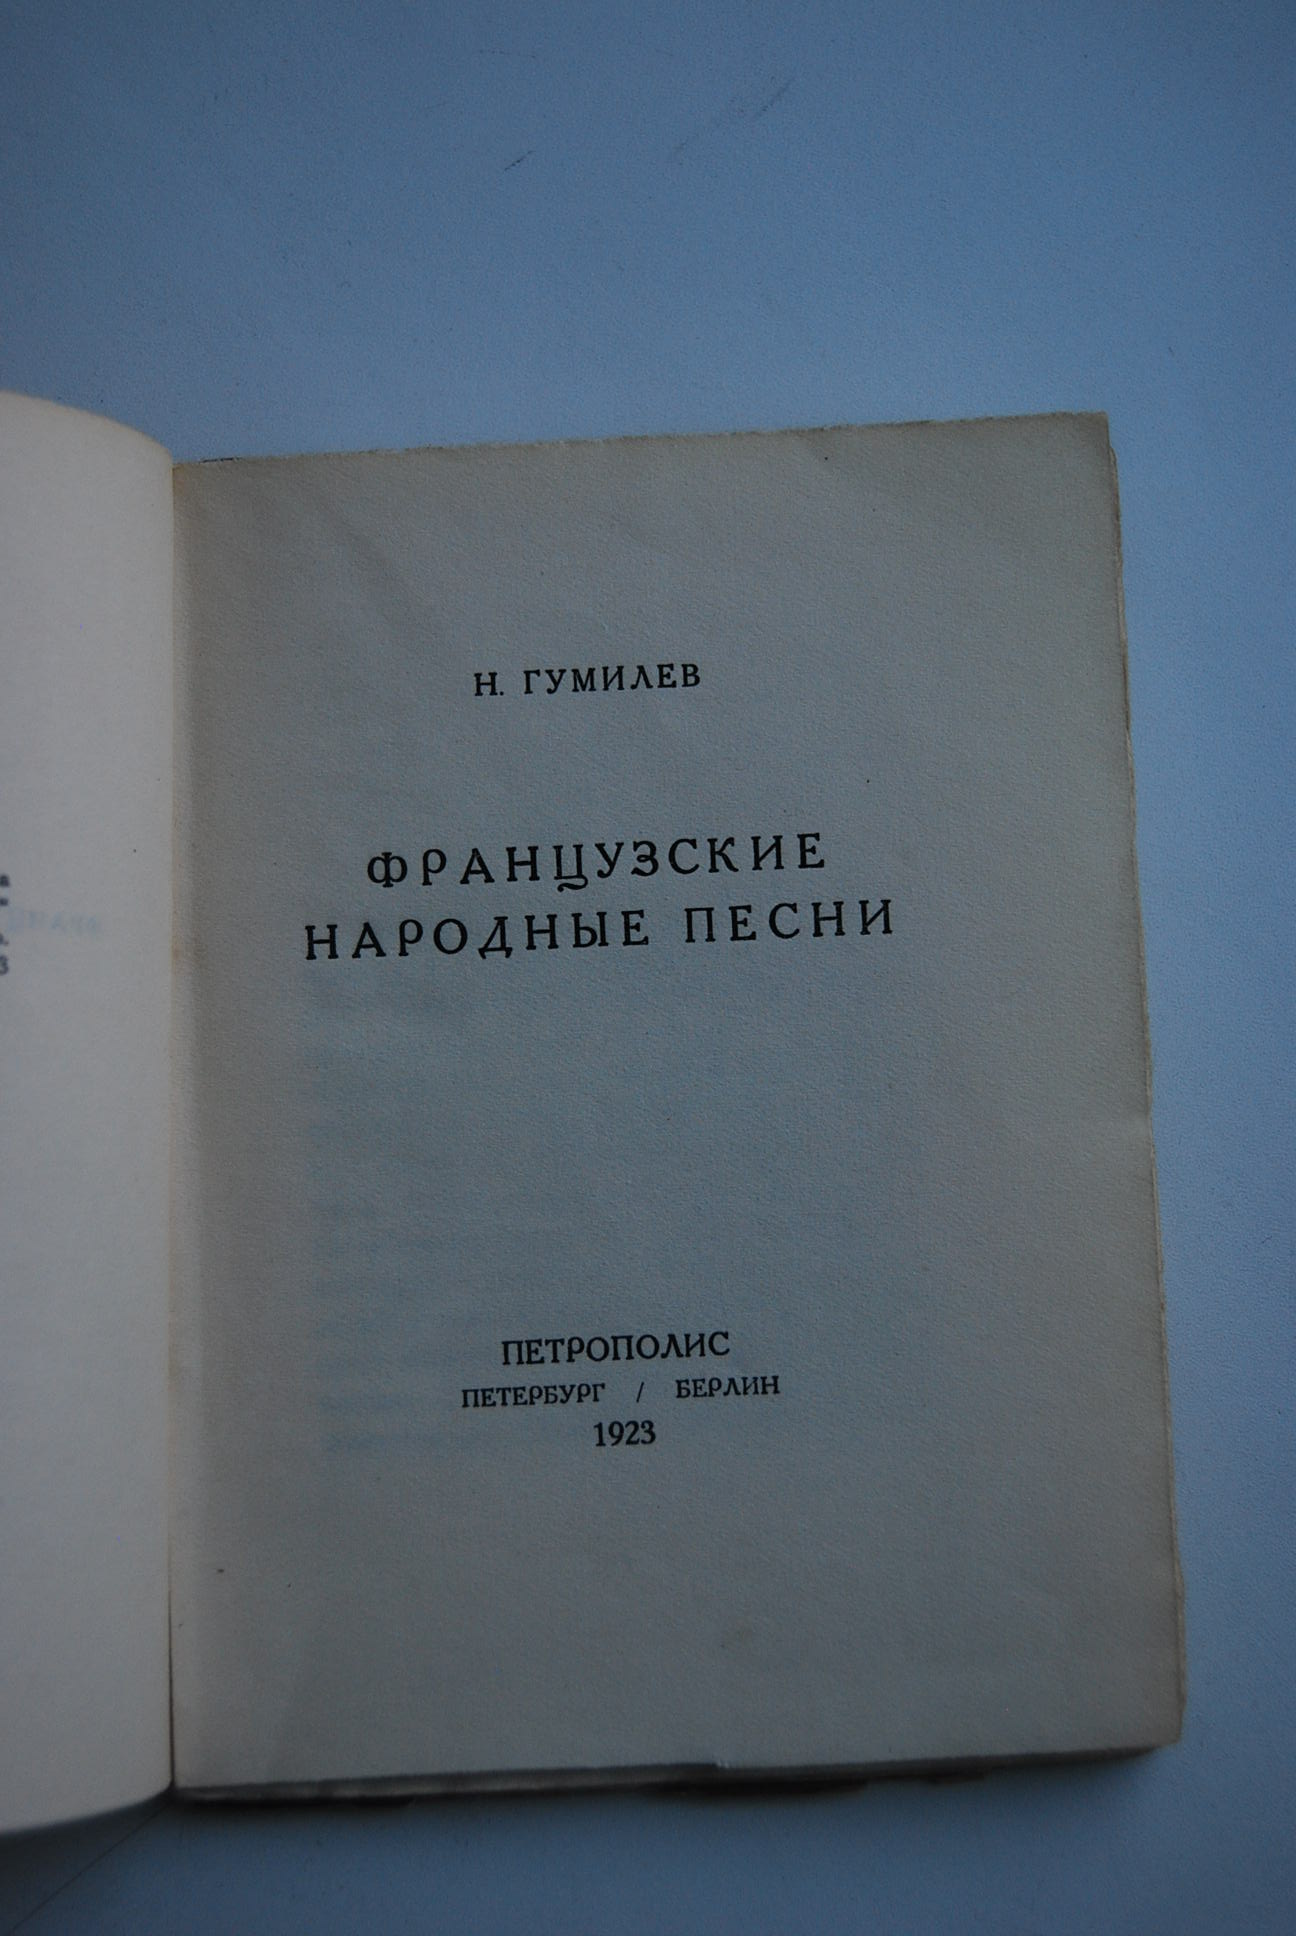 Н. ГУМИЛЕВ
ФРАНЦУЗСКИЕ
НАРОДНЫЕ ПЕСНИ
ПЕТРОПОЛИС
ПЕТЕРБУРГ / БЕРЛИН
1923